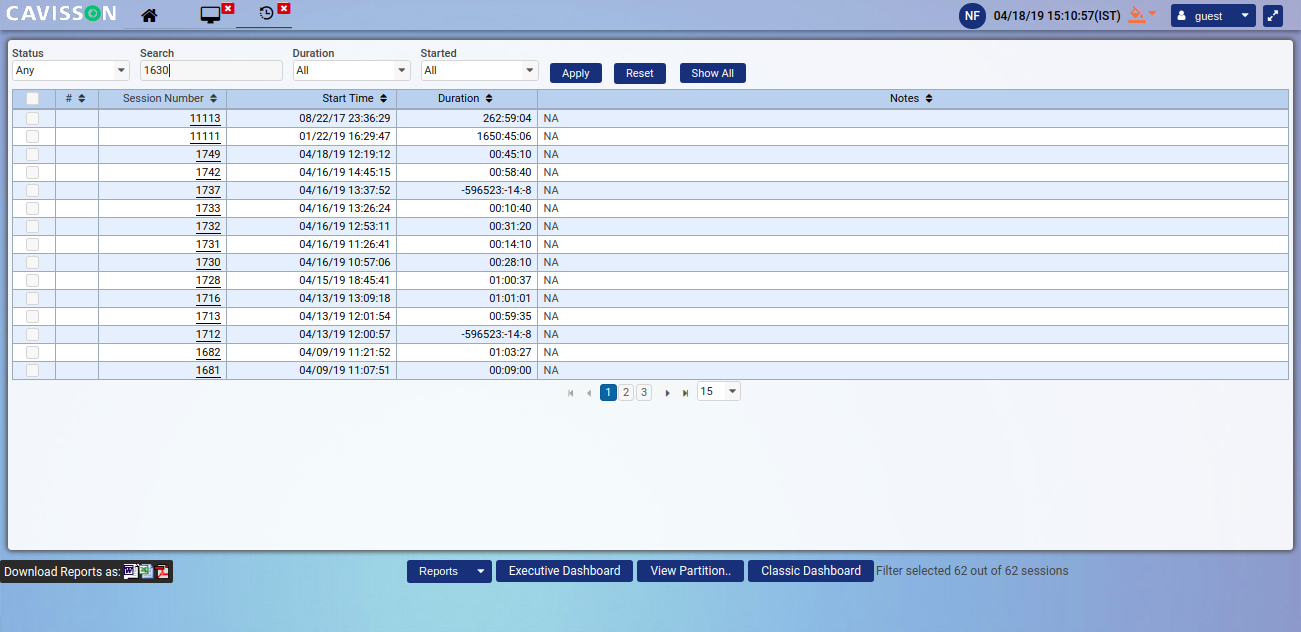 CAVISSON
NF 04/18/19 15:10:57(IST) guest
Status Search Duration Started
Any 1630 All All Apply Reset Show All
# Session Number Start Time Duration Notes
11113 08/22/17 23:36:29 262:59:04 NA
11111 01/22/19 16:29:47 1650:45:06 NA
1749 04/18/19 12:19:12 00:45:10 NA
1742 04/16/19 14:45:15 00:58:40 NA
1737 04/16/19 13:37:52 -596523:-14:-8 NA
1733 04/16/19 13:26:24 00:10:40 NA
1732 04/16/19 12:53:11 00:31:20 NA
1731 04/16/19 11:26:41 00:14:10 NA
1730 04/16/19 10:57:06 00:28:10 NA
1728 04/15/19 18:45:41 01:00:37 NA
1716 04/13/19 13:09:18 01:01:01 NA
1713 04/13/19 12:01:54 00:59:35 NA
1712 04/13/19 12:00:57 -596523:-14:-8 NA
1682 04/09/19 11:21:52 01:03:27 NA
1681 04/09/19 11:07:51 00:09:00 NA
1 2 3 15
Download Reports as: Reports Executive Dashboard View Partition.. Classic Dashboard Filter selected 62 out of 62 sessions